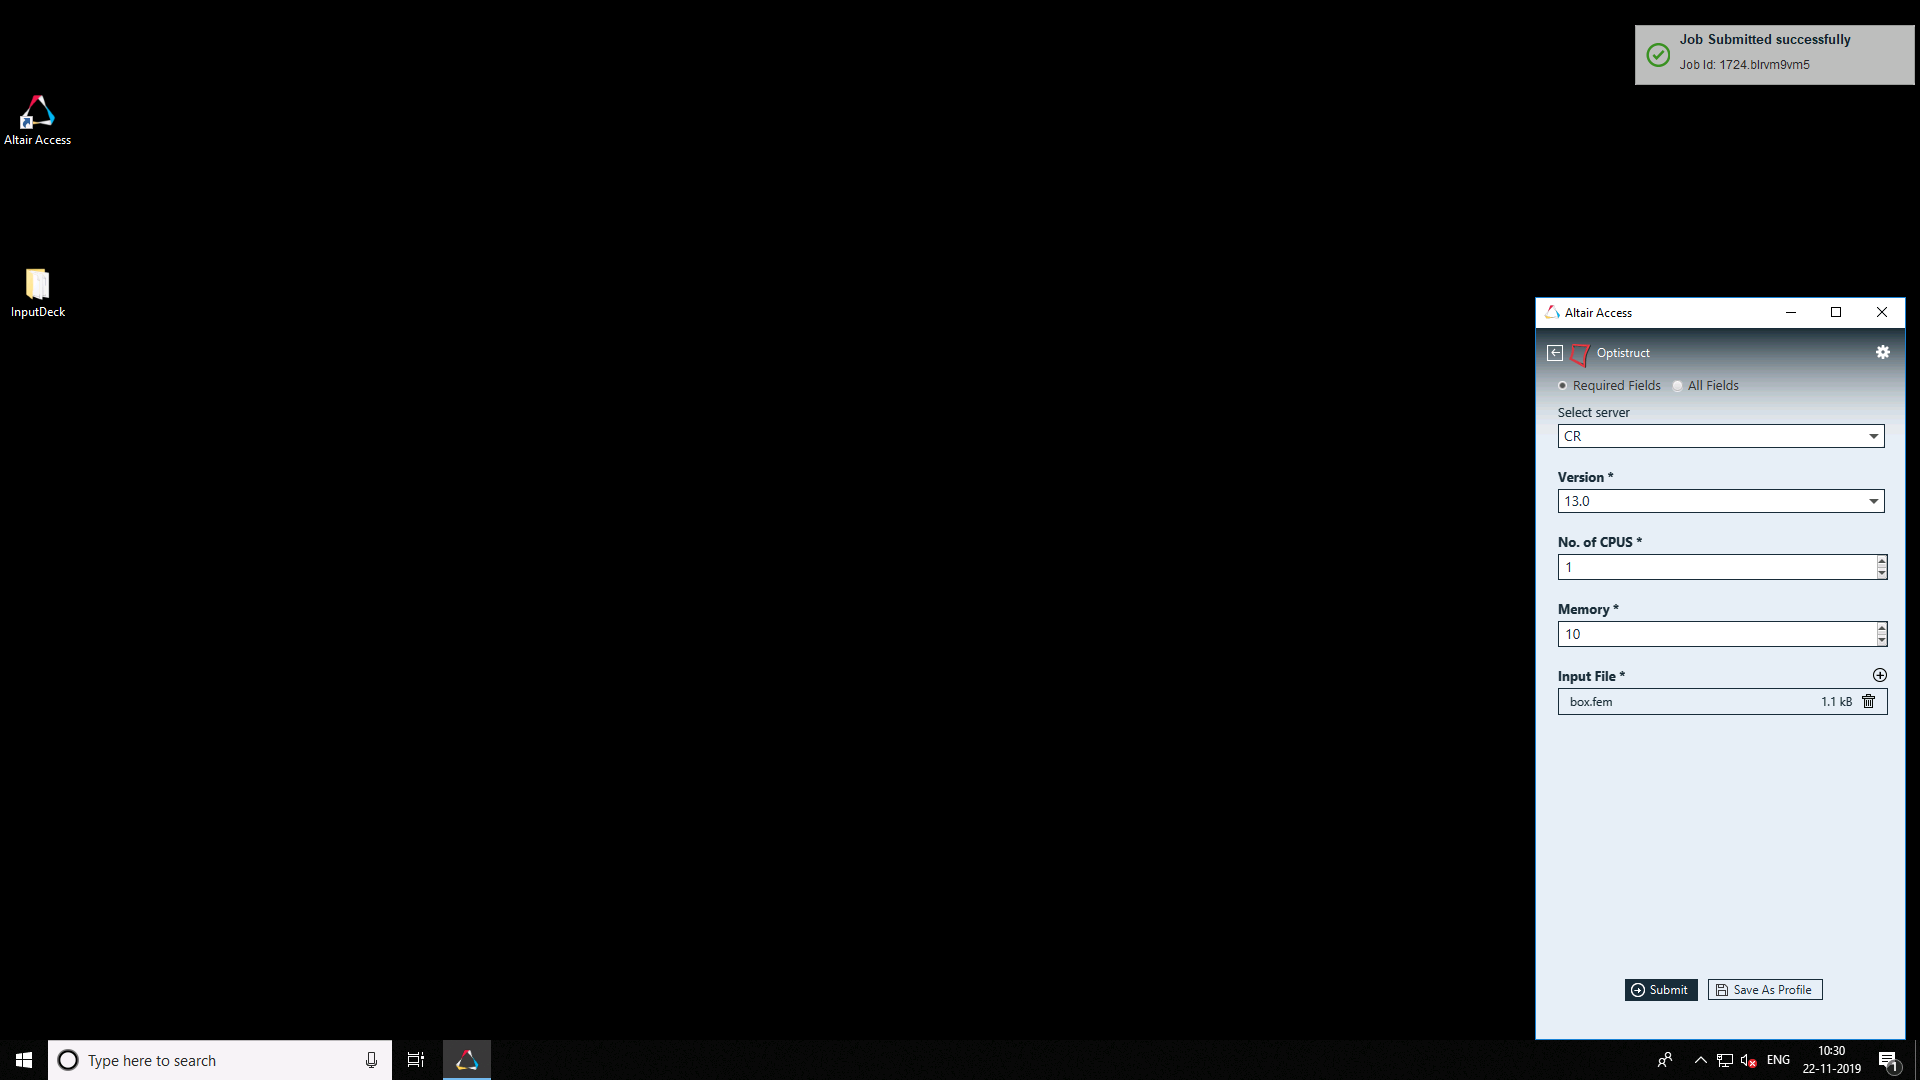 Job Submitted successfully
Job Id: 1724.blrvm9vm5
Altair Access
InputDeck
Altair Access
Optistruct
Required Fields All Fields
Select server
CR
Version *
13.0
No. of CPUS *
1
Memory *
10
Input File *
box.fem 1.1 kB
Submit Save As Profile
Type here to search
ENG
10:30
22-11-2019
1